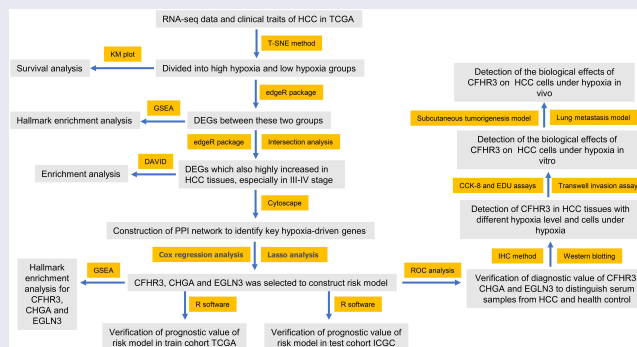 RNA-seq data and clinical traits of HCC in TCGA
T-SNE method
KM plot
Survival analysis
Divided into high hypoxia and low hypoxia groups
edgeR package
GSEA
Hallmark enrichment analysis
DEGs between these two groups
edgeR package
Intersection analysis
DAVID
Enrichment analysis
DEGs which also highly increased in
HCC tissues, especially in III-IV stage
Cytoscape
Construction of PPI network to identify key hypoxia-driven genes
Cox regression analysis
Lasso analysis
GSEA
Hallmark
enrichment
analysis for
CFHR3,
CHGA and
EGLN3
CFHR3, CHGA and EGLN3 was selected to construct risk model
ROC analysis
R software
R software
Verification of prognostic value of
risk model in train cohort TCGA
Verification of prognostic value of
risk model in test cohort ICGC
Detection of the biological effects of
CFHR3 on HCC cells under hypoxia in
vivo
Subcutaneous tumorigenesis model
Lung metastasis model
Detection of the biological effects of
CFHR3 on HCC cells under hypoxia in
vitro
CCK-8 and EDU assays
Transwell invasion assay
Detection of CFHR3 in HCC tissues with
different hypoxia level and cells under
hypoxia
IHC method
Western blotting
Verification of diagnostic value of CFHR3
CHGA and EGLN3 to distinguish serum
samples from HCC and health control